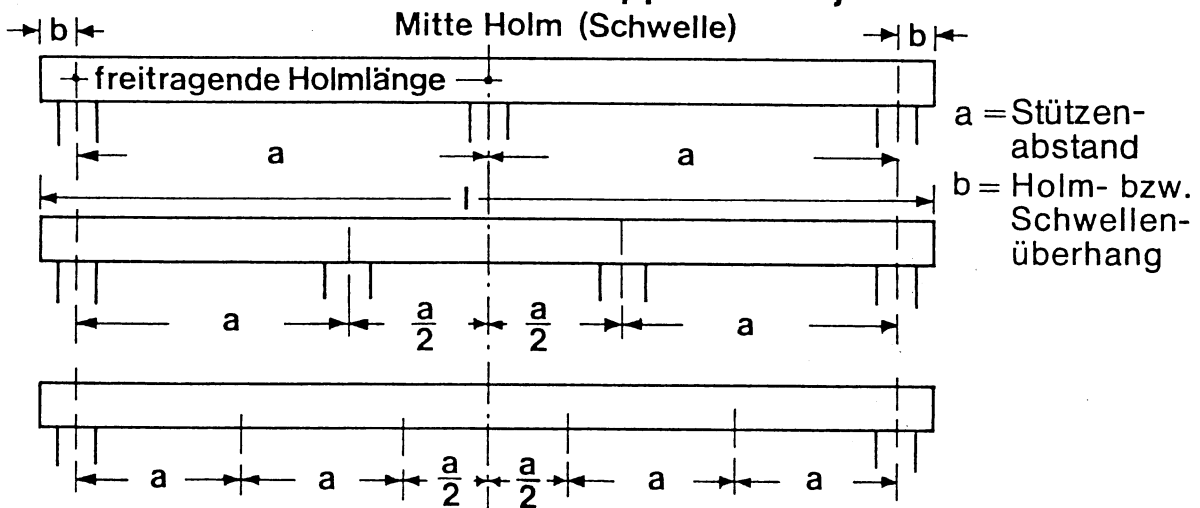 b Mitte Holm (Schwelle) b
freitragende Holmlänge
a = Stützen-
abstand
a a
b = Holm- bzw.
Schwellen-
überhang
l
a a/2 a/2 a
a a a/2 a/2 a a